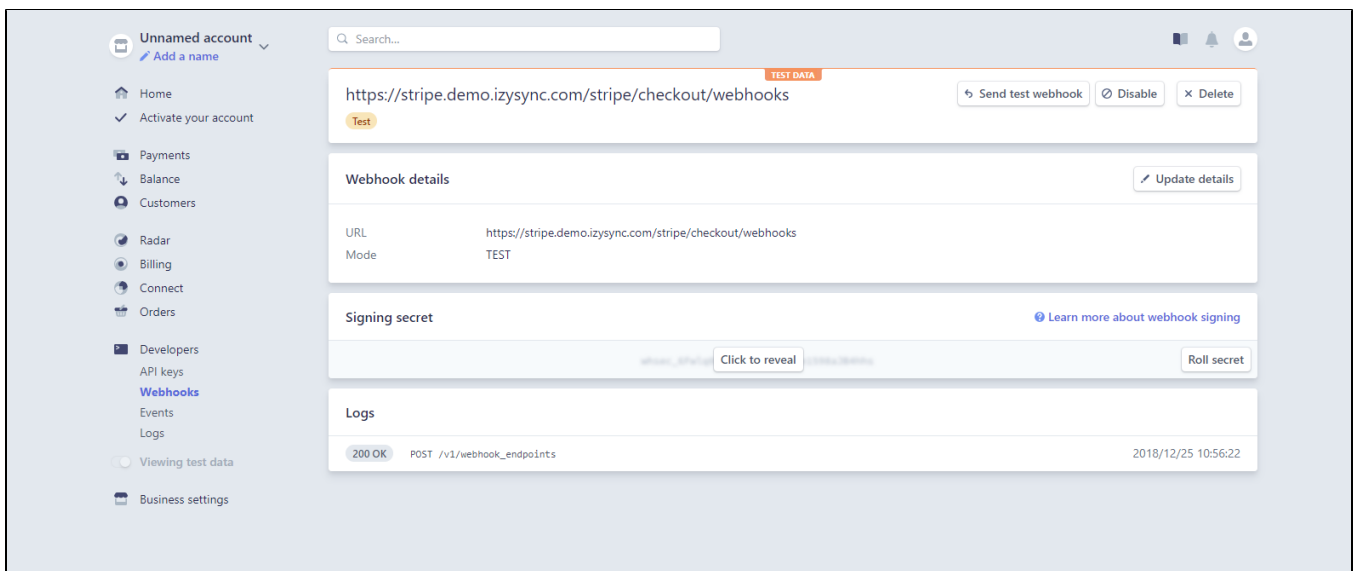 Unnamed account
Add a name
Search...
Home
Activate your account
Payments
Balance
Customers
Radar
Billing
Connect
Orders
Developers
API keys
Webhooks
Events
Logs
Viewing test data
Business settings
TEST DATA
https://stripe.demo.izysync.com/stripe/checkout/webhooks
Send test webhook
Disable
Delete
Test
Webhook details
Update details
URL https://stripe.demo.izysync.com/stripe/checkout/webhooks
Mode TEST
Signing secret
Learn more about webhook signing
Click to reveal
Roll secret
Logs
200 OK POST /v1/webhook_endpoints 2018/12/25 10:56:22